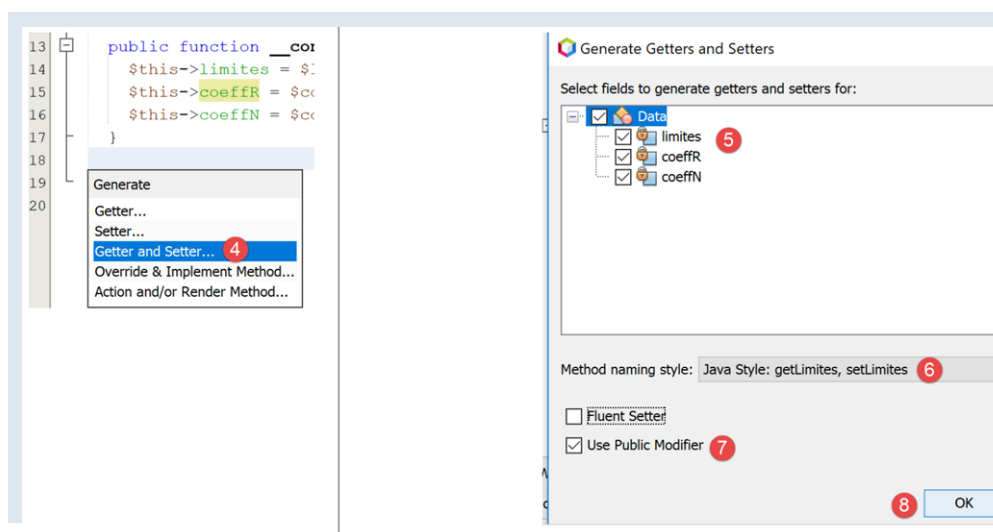 13 public function __con
14 $this->limites = $l
15 $this->coeffR = $co
16 $this->coeffN = $co
17 }
18
19
20
Generate
Getter...
Setter...
Getter and Setter... 4
Override & Implement Method...
Action and/or Render Method...
Generate Getters and Setters
Select fields to generate getters and setters for:
Data
limites 5
coeffR
coeffN
Method naming style: Java Style: getLimites, setLimites 6
Fluent Setter
Use Public Modifier 7
8 OK